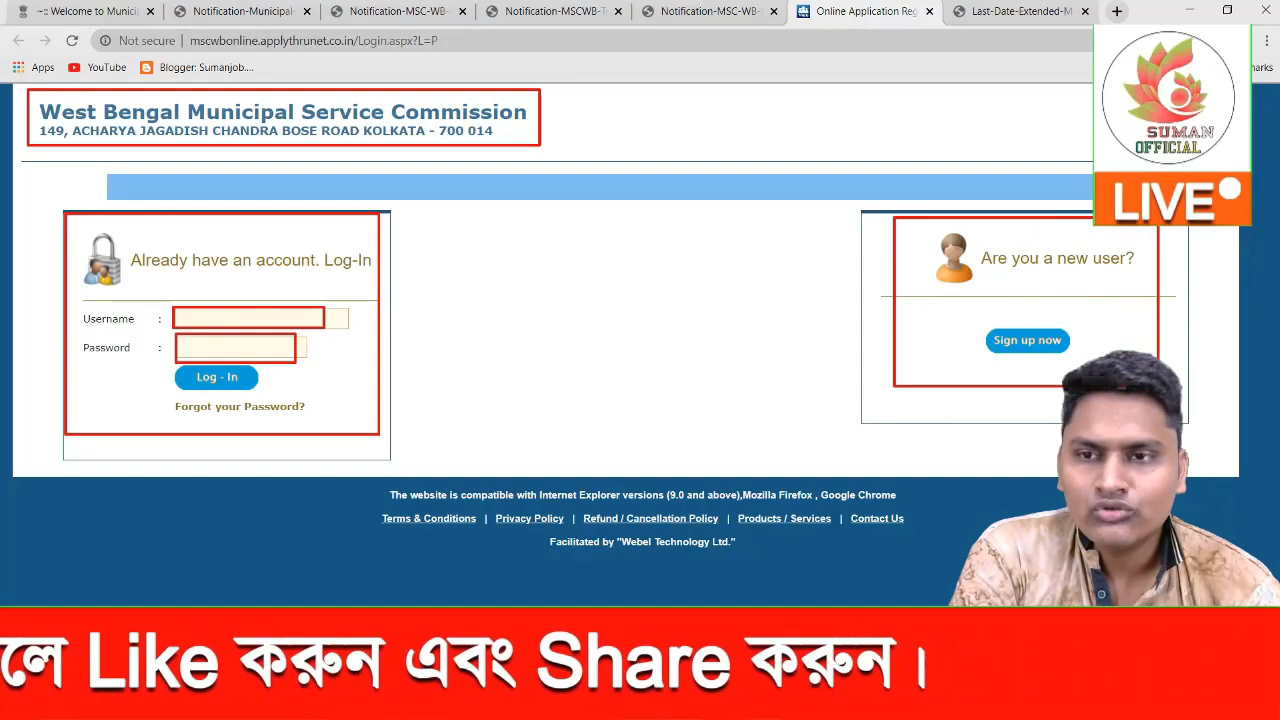 -:: Welcome to Munici
Notification-Municipal-
Notification-MSC-WB-
Notification-MSCWB-T
Notification-MSC-WB-
Online Application Reg
Last-Date-Extended-M
Not secure | mscwbonline.applythrunet.co.in/Login.aspx?L=P
Apps
YouTube
Blogger: Sumanjob....
West Bengal Municipal Service Commission
149, ACHARYA JAGADISH CHANDRA BOSE ROAD KOLKATA - 700 014
SUMAN
OFFICIAL
LIVE
Already have an account. Log-In
Username :
Password :
Log - In
Forgot your Password?
Are you a new user?
Sign up now
The website is compatible with Internet Explorer versions (9.0 and above),Mozilla Firefox , Google Chrome
Terms & Conditions | Privacy Policy | Refund / Cancellation Policy | Products / Services | Contact Us
Facilitated by "Webel Technology Ltd."
লে Like করুন এবং Share করুন।